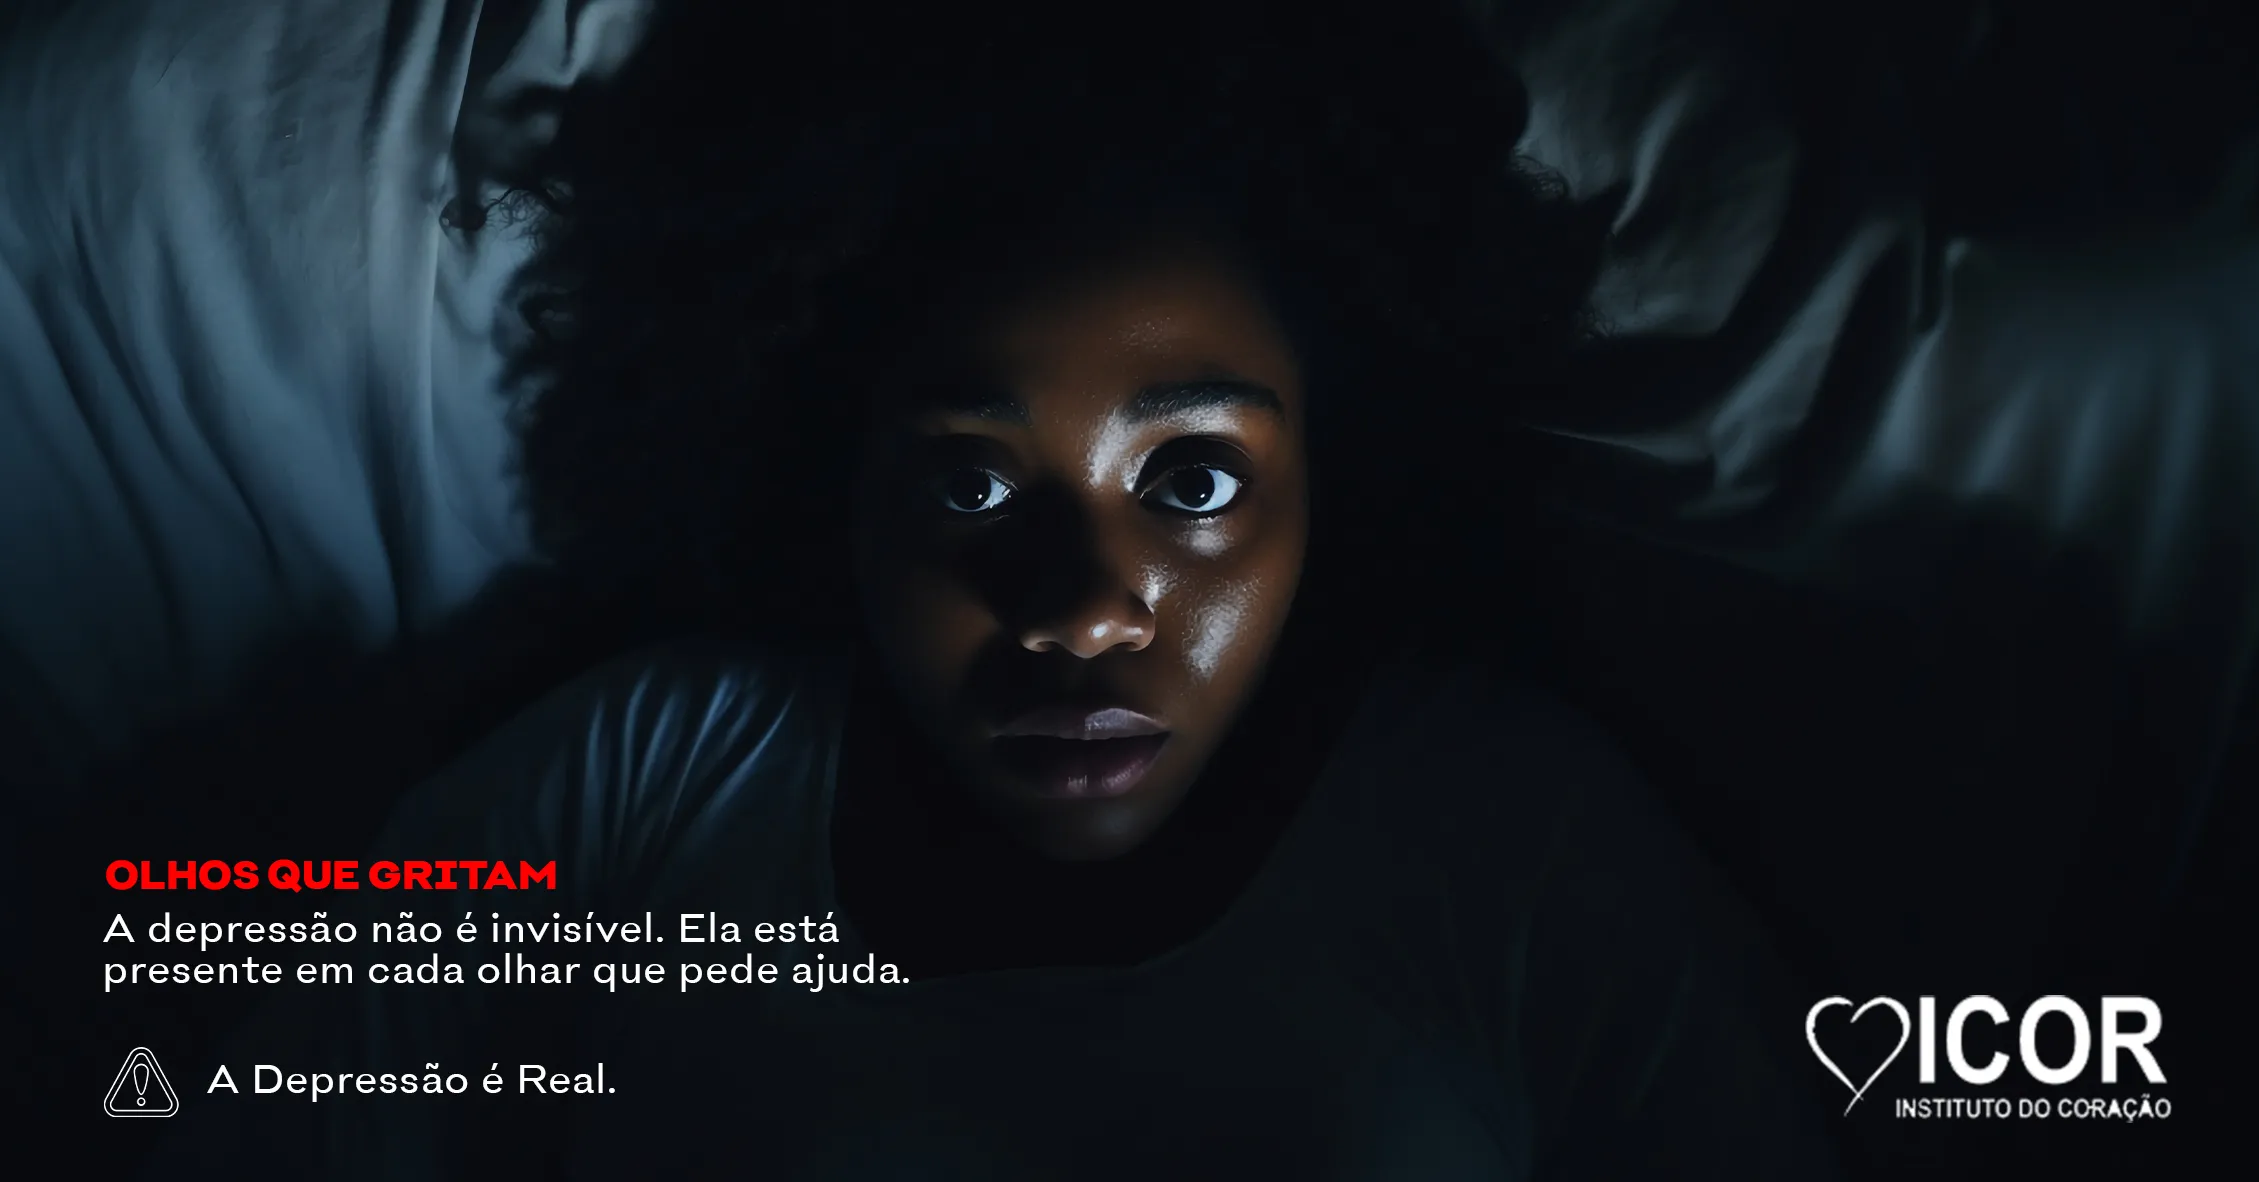 OLHOS QUE GRITAM
A depressão não é invisível. Ela está
presente em cada olhar que pede ajuda.
A Depressão é Real.
ICOR
INSTITUTO DO CORAÇÃO